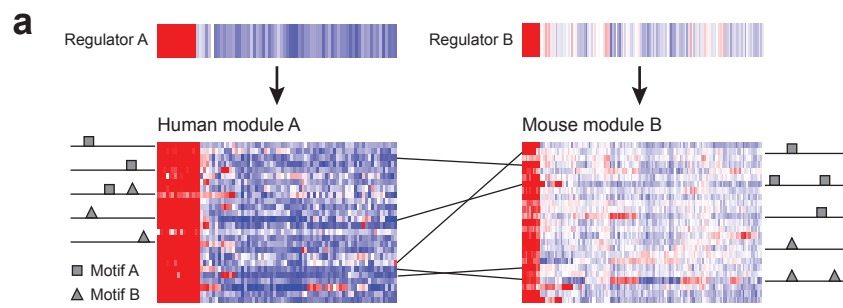 a
Regulator A
Regulator B
Human module A
Mouse module B
Motif A
Motif B